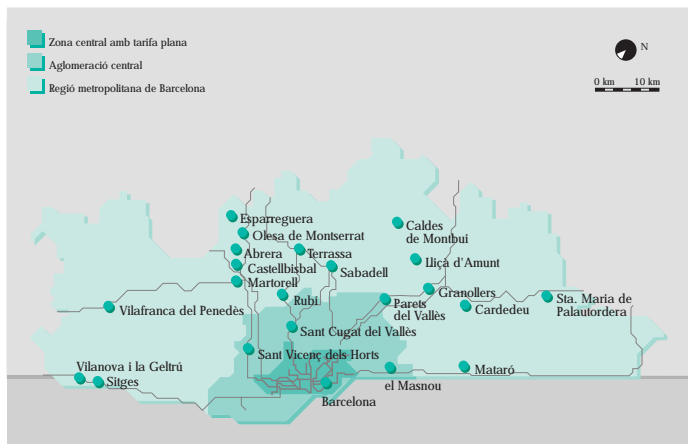 Zona central amb tarifa plana
Aglomeració central
Regió metropolitana de Barcelona
N
0 km 10 km
Esparreguera
Olesa de Montserrat
Abrera
Castellbisbal
Martorell
Terrassa
Sabadell
Caldes
de Montbui
Lliçà d'Amunt
Granollers
Rubí
Parets
del Vallès
Cardedeu
Sta. Maria de
Palautordera
Vilafranca del Penedès
Sant Cugat del Vallès
Sant Vicenç dels Horts
Vilanova i la Geltrú
Sitges
el Masnou
Mataró
Barcelona